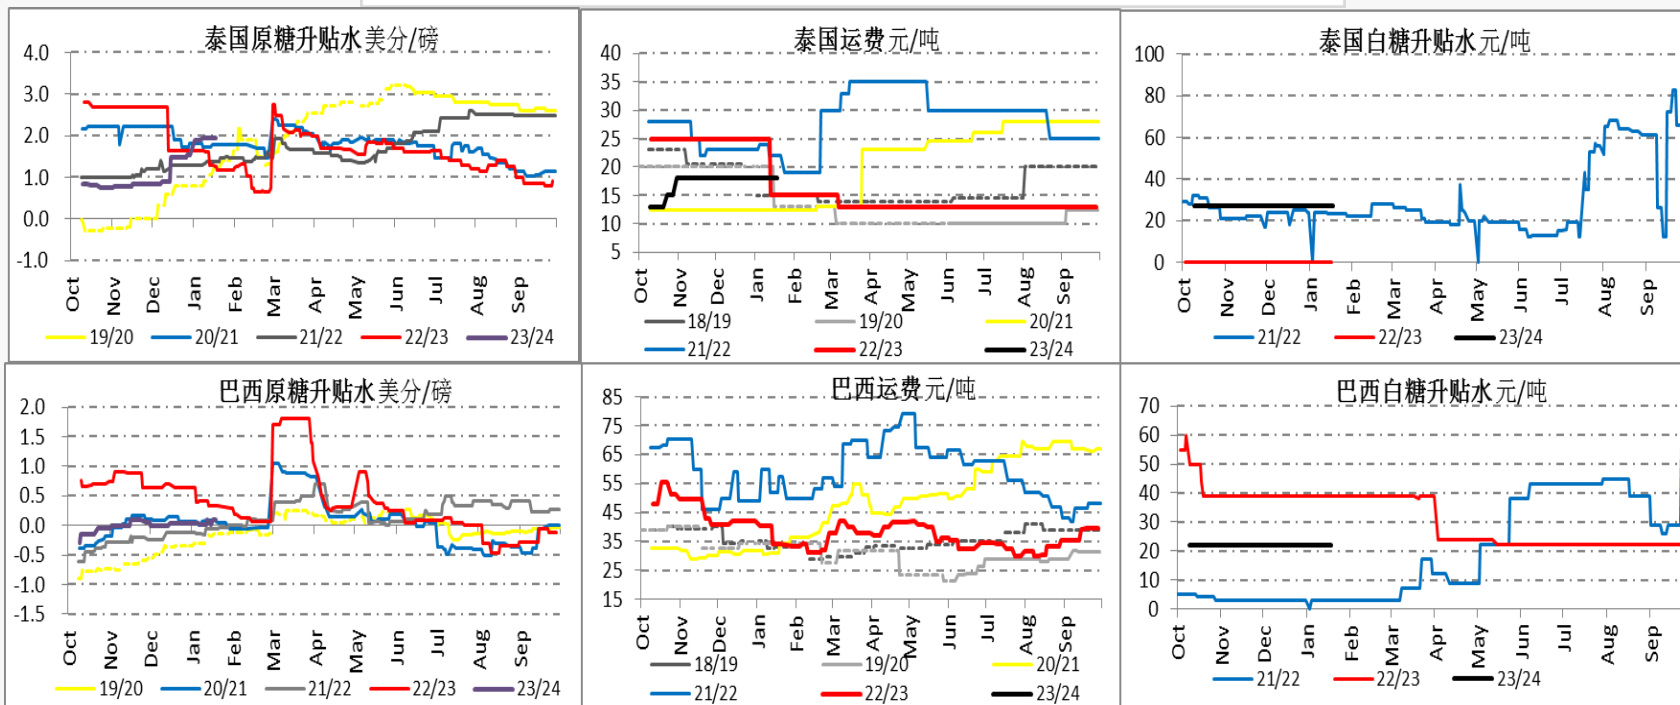 泰国原糖升贴水美分/磅
4.0
3.0
2.0
1.0
0.0
-1.0
Oct Nov Dec Jan Feb Mar Apr May Jun Jul Aug Sep
19/20 20/21 21/22 22/23 23/24
泰国运费元/吨
40
35
30
25
20
15
10
5
Oct Nov Dec Jan Feb Mar Apr May Jun Jul Aug Sep
18/19 19/20 20/21
21/22 22/23 23/24
泰国白糖升贴水元/吨
100
80
60
40
20
0
Oct Nov Dec Jan Feb Mar Apr May Jun Jul Aug Sep
21/22 22/23 23/24
巴西原糖升贴水美分/磅
2.0
1.5
1.0
0.5
0.0
-0.5
-1.0
-1.5
Oct Nov Dec Jan Feb Mar Apr May Jun Jul Aug Sep
19/20 20/21 21/22 22/23 23/24
巴西运费元/吨
85
75
65
55
45
35
25
15
Oct Nov Dec Jan Feb Mar Apr May Jun Jul Aug Sep
18/19 19/20 20/21
21/22 22/23 23/24
巴西白糖升贴水元/吨
70
60
50
40
30
20
10
0
Oct Nov Dec Jan Feb Mar Apr May Jun Jul Aug Sep
21/22 22/23 23/24